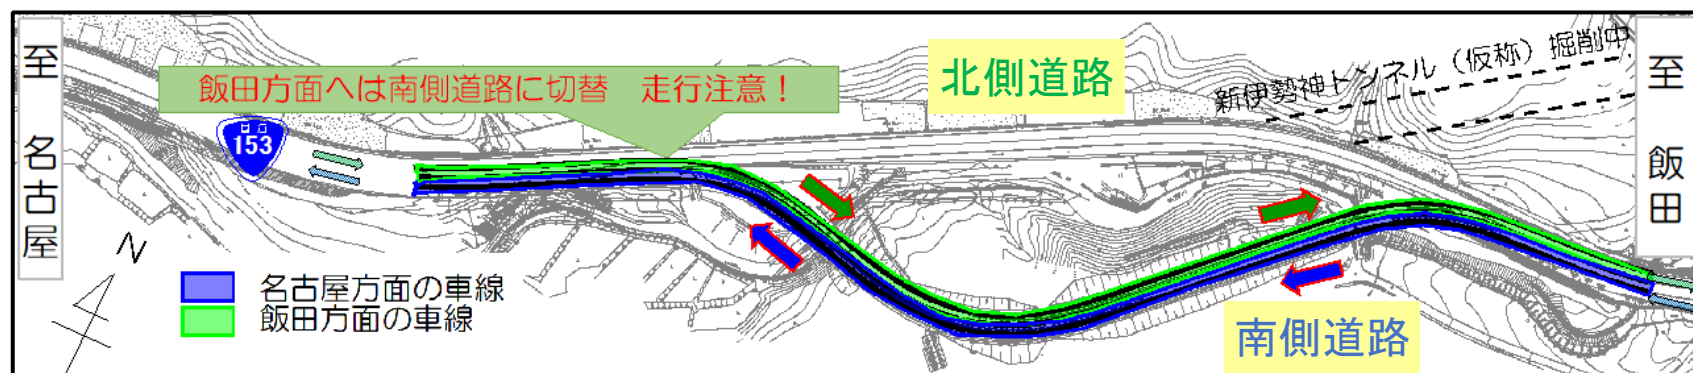 至 名古屋
飯田方面へは南側道路に切替 走行注意！
北側道路
新伊勢神トンネル（仮称）掘削中
至 飯田
153
N
名古屋方面の車線
飯田方面の車線
南側道路